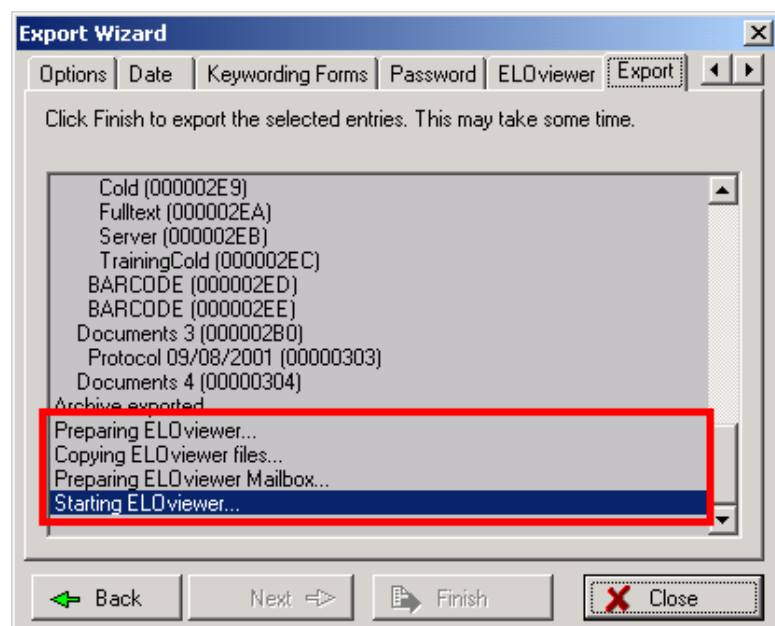 Export Wizard
Options Date Keywording Forms Password ELOviewer Export
Click Finish to export the selected entries. This may take some time.
Cold (000002E9)
Fulltext (000002EA)
Server (000002EB)
TrainingCold (000002EC)
BARCODE (000002ED)
BARCODE (000002EE)
Documents 3 (000002B0)
Protocol 09/08/2001 (00000303)
Documents 4 (00000304)
Archive exported
Preparing ELOviewer...
Copying ELOviewer files...
Preparing ELOviewer Mailbox...
Starting ELOviewer...
Back Next Finish Close